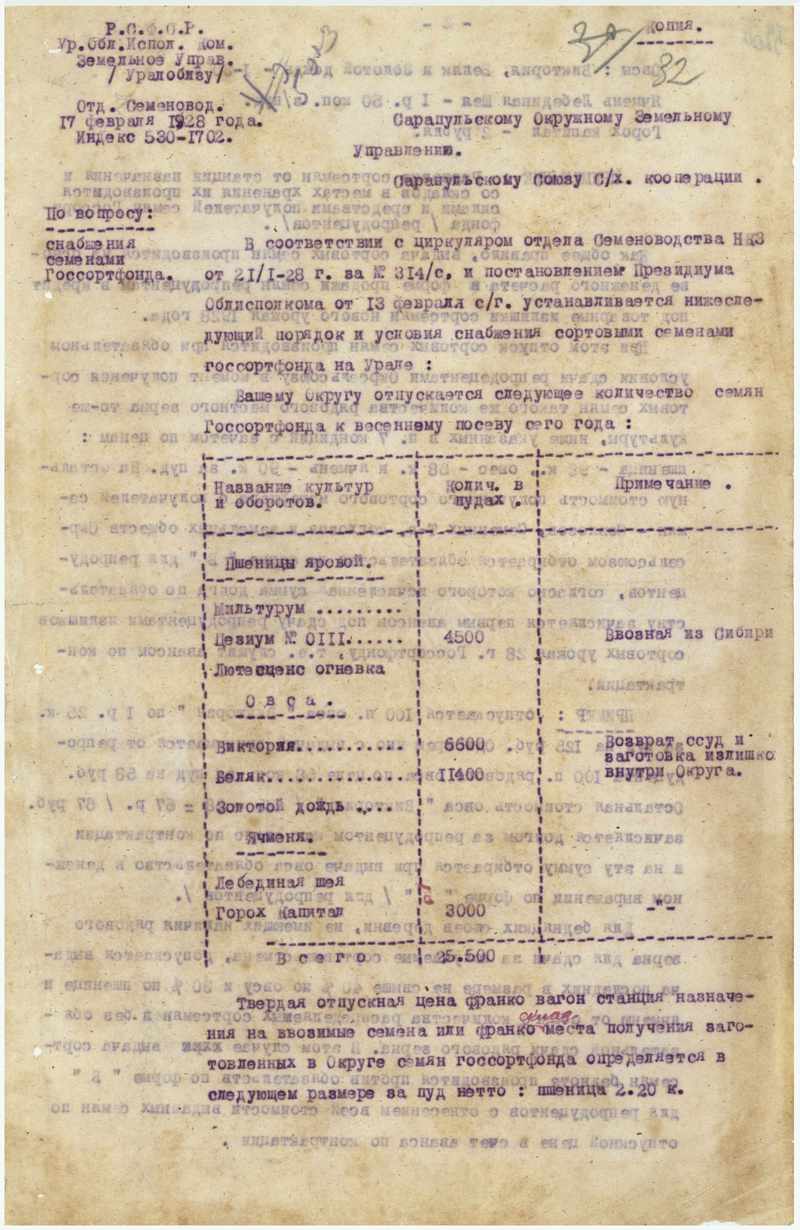 Р.С.Ф.С.Р.
Ур.Обл.Испол. Ком.
Земельное Управ.
/ Уралоблзу/
Копия.
32
Отд. Семеновод.
17 февраля 1928 года.
Индекс 530-1702.
Сарапульскому Окружному Земельному
Управлению.
Сарапульскому Союзу С/х. кооперации .
По вопросу:
снабжения
семенами
Госсортфонда.
В соответствии с циркуляром отдела Семеноводства НКЗ
от 21/I-28 г. за № 314/с, и постановлением Президиума
Облисполкома от 13 февраля с/г. устанавливается нижесле-
дующий порядок и условия снабжения сортовыми семенами
госсортфонда на Урале :
Вашему Округу отпускается следующее количество семян
Госсортфонда к весеннему посеву сего года :
Название культур и оборотов.
Колич. в пудах .
Примечание .
Пшеницы яровой.
Мильтурум .........
Цезиум № ОIII...... 4500 Ввозная из Сибири
Лютесценс огневка
О в с а .
Виктория........... 6600 Возврат ссуд и
заготовка излишко
Беляк.............. 11400 внутри Округа.
Золотой дождь ....
Ячменя.
Лебединая шея
Горох Капитал 3000 -"-
В с е г о 25.500
Твердая отпускная цена франко вагон станция назначе-
склад
ния на ввозимые семена или франко места получения заго-
товленных в Округе семян госсортфонда определяется в
следующем размере за пуд нетто : пшеница 2.20 к.